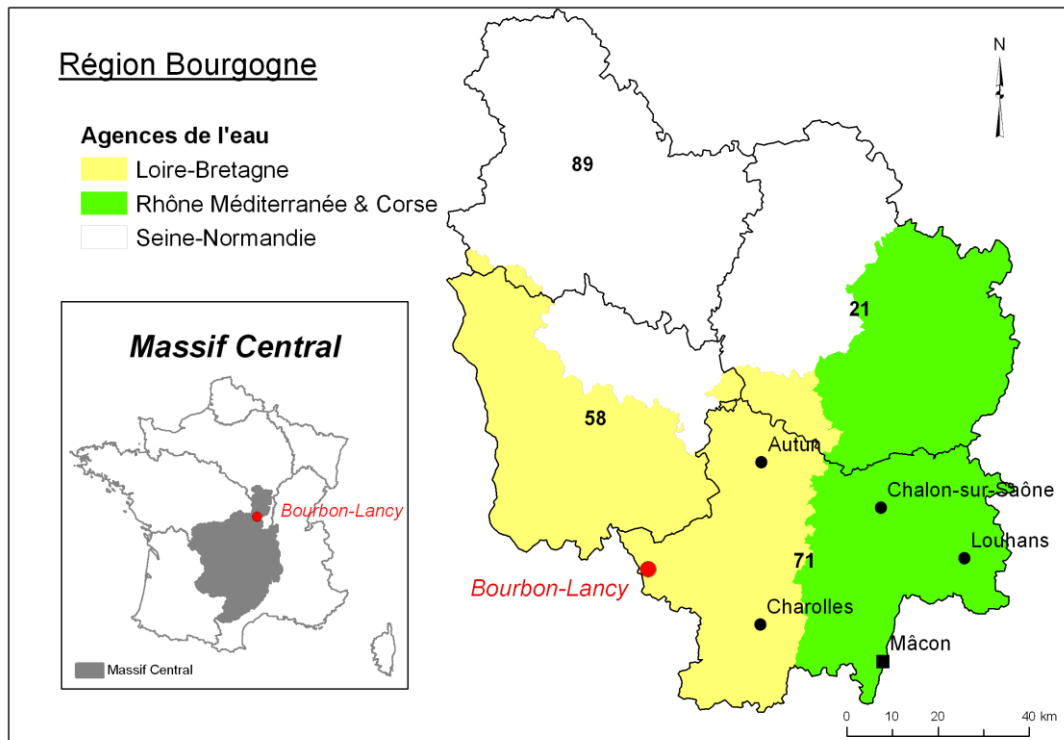 Région Bourgogne
Agences de l'eau
Loire-Bretagne
Rhône Méditerranée & Corse
Seine-Normandie
Massif Central
Bourbon-Lancy
Massif Central
N
89
21
58
Autun
Chalon-sur-Saône
Louhans
71
Bourbon-Lancy
Charolles
Mâcon
0 10 20 40 km